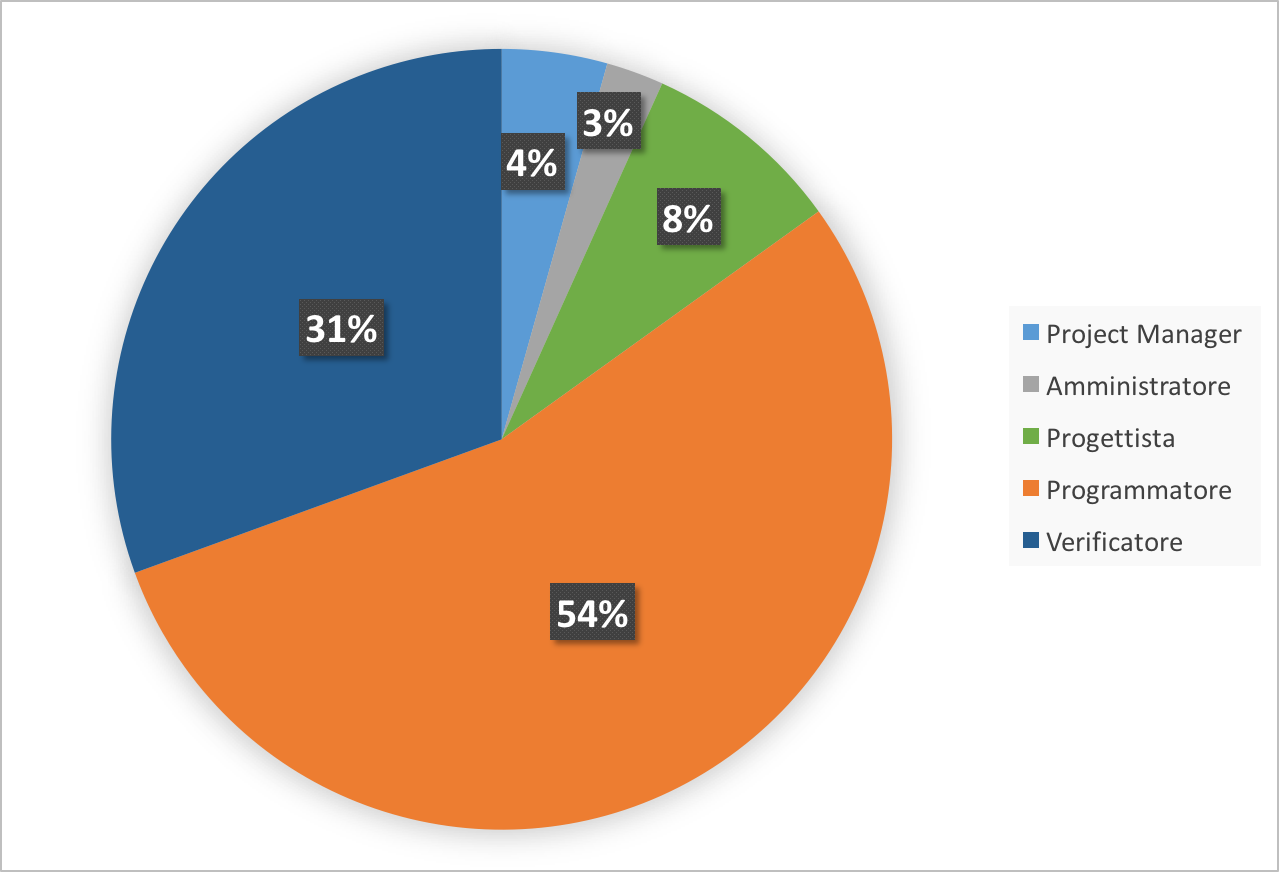 3%
4%
8%
31%
54%
Project Manager
Amministratore
Progettista
Programmatore
Verificatore